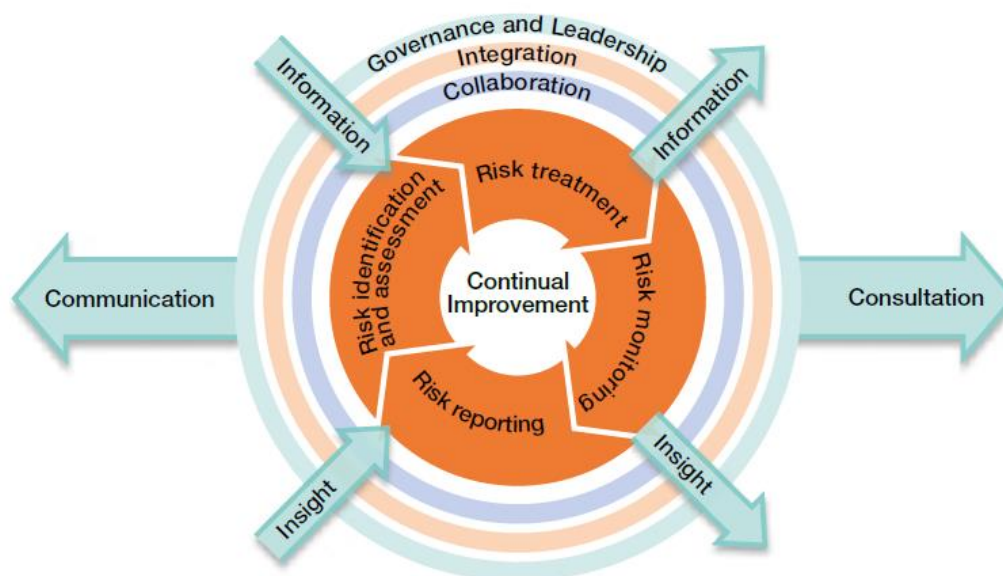 Governance and Leadership
Integration
Collaboration
Information
Information
Risk treatment
Risk identification
and assessment
Continual
Improvement
Communication
Consultation
Risk monitoring
Risk reporting
Insight
Insight